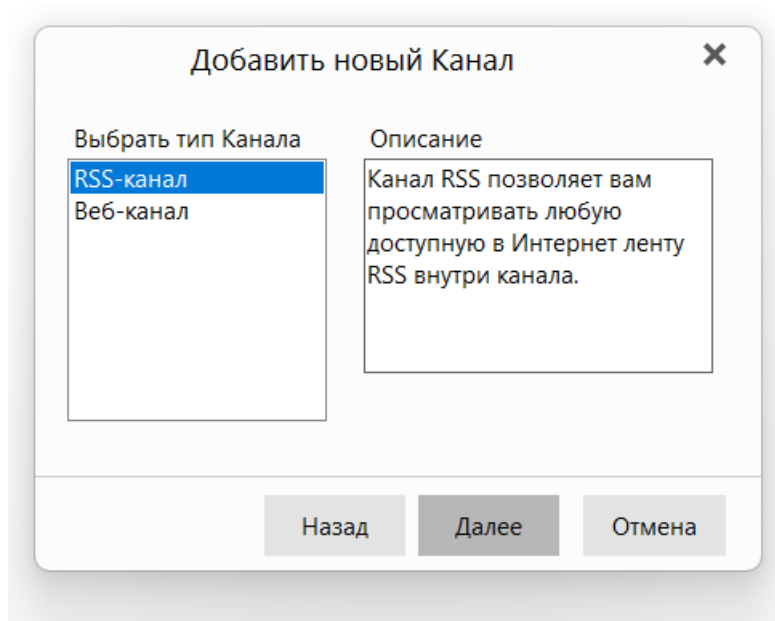 Добавить новый Канал
Выбрать тип Канала
RSS-канал
Веб-канал
Описание
Канал RSS позволяет вам
просматривать любую
доступную в Интернет ленту
RSS внутри канала.
Назад
Далее
Отмена